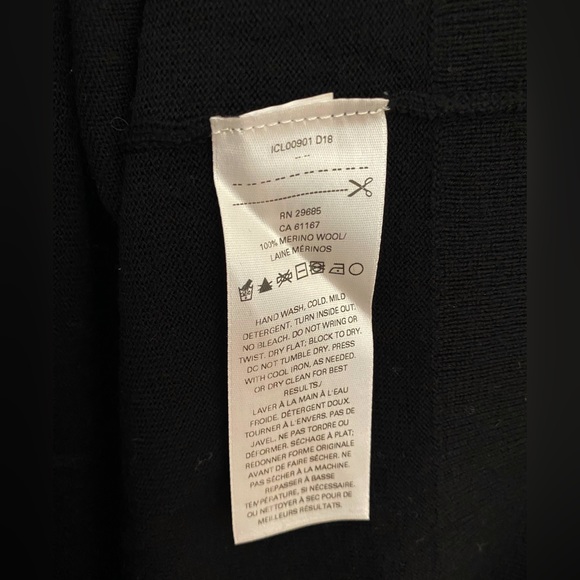 ICL00901 D18
RN 29685
CA 61167
100% MERINO WOOL/
LAINE MÉRINOS
HAND WASH, COLD. MILD
DETERGENT. TURN INSIDE OUT.
NO BLEACH. DO NOT WRING OR
TWIST. DRY FLAT; BLOCK TO DRY.
DO NOT TUMBLE DRY. PRESS
WITH COOL IRON, AS NEEDED.
OR DRY CLEAN FOR BEST
RESULTS./
LAVER À LA MAIN À L'EAU
FROIDE. DÉTERGENT DOUX.
TOURNER À L'ENVERS. PAS DE
JAVEL. NE PAS TORDRE OU
DÉFORMER. SÉCHAGE À PLAT;
REDONNER FORME ORIGINALE
AVANT DE FAIRE SÉCHER. NE
PAS SÉCHER À LA MACHINE.
REPASSER À BASSE
TEMPÉRATURE, SI NÉCESSAIRE.
OU NETTOYER À SEC POUR DE
MEILLEURS RÉSULTATS.